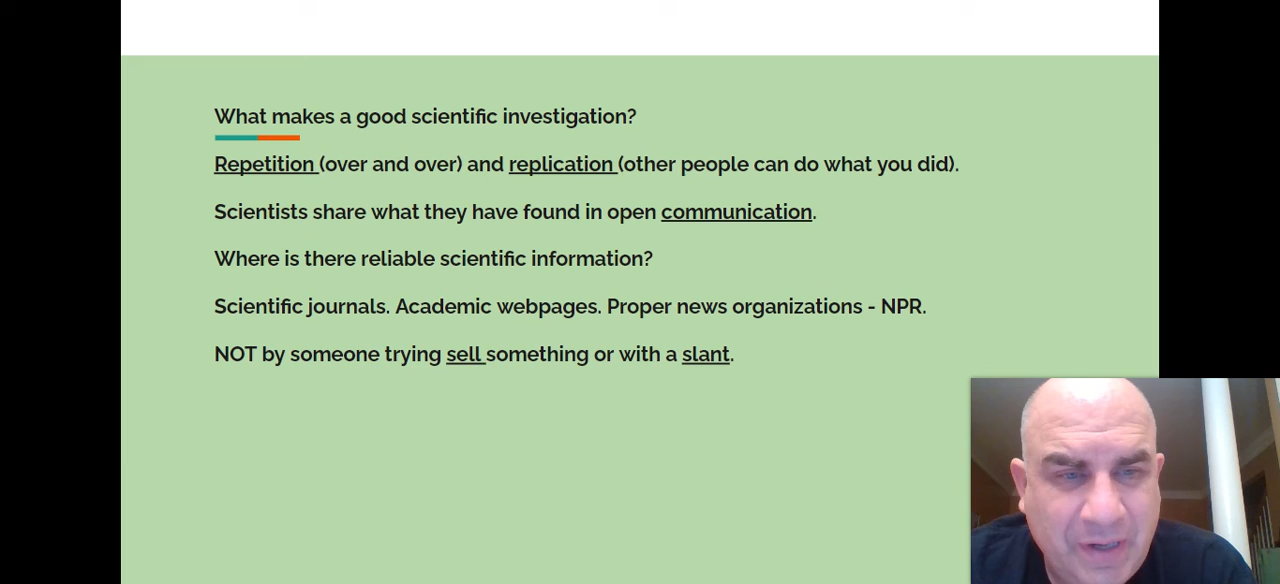 What makes a good scientific investigation?
Repetition (over and over) and replication (other people can do what you did).
Scientists share what they have found in open communication.
Where is there reliable scientific information?
Scientific journals. Academic webpages. Proper news organizations - NPR.
NOT by someone trying sell something or with a slant.